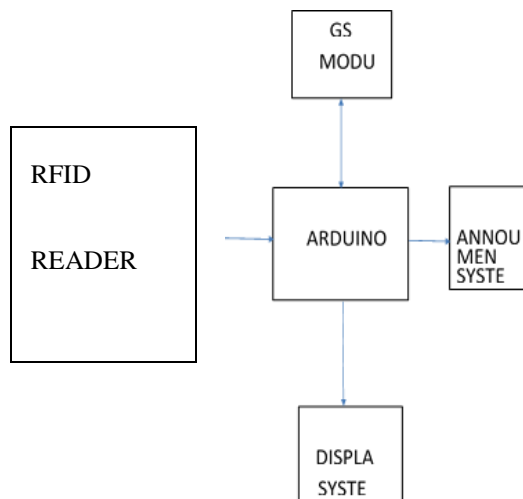 GS
MODU
RFID
READER
ARDUINO
ANNOU
MEN
SYSTE
DISPLA
SYSTE